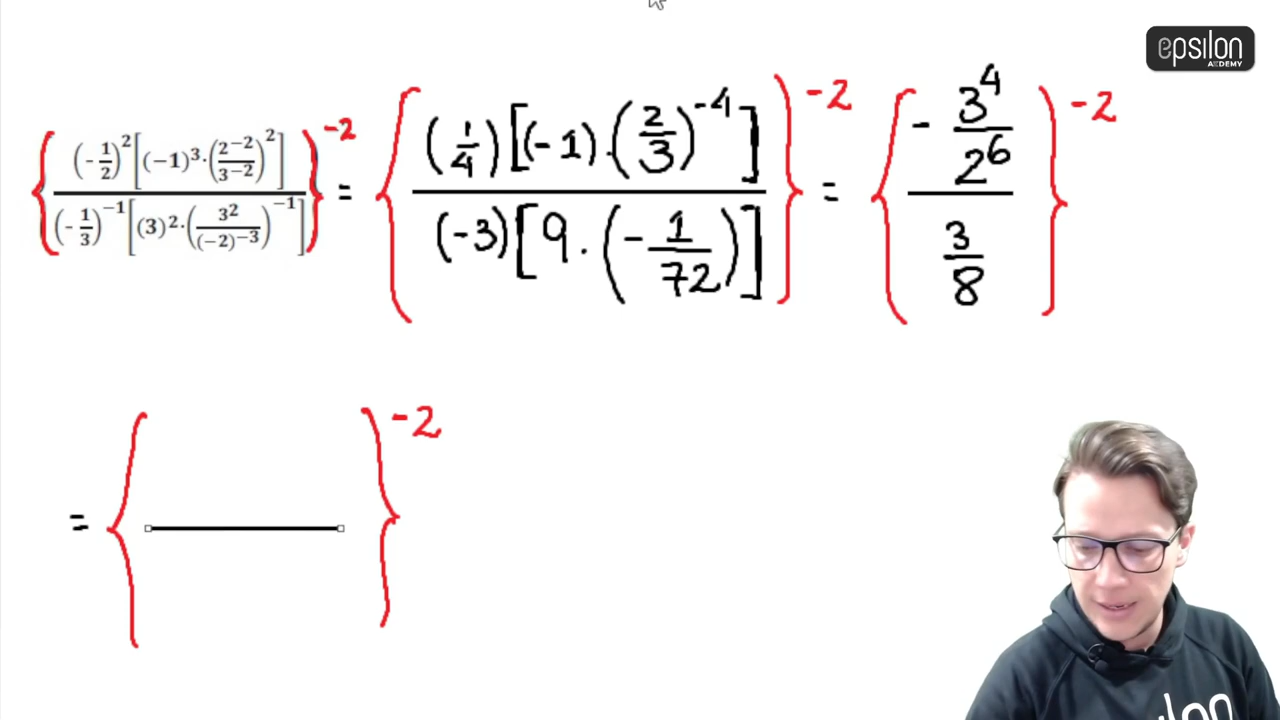 epsilon
AKDEMY
{ (-1/2)^2 [(-1)^3 · (2^-2/3^-2)^2] / (-1/3)^-1 [(3)^2 · (3^2/(-2)^-3)^-1] }^-2 = { (1/4)[(-1) · (2/3)^-4] / (-3)[9 · (-1/72)] }^-2 = { -3^4/2^6 / 3/8 }^-2
= { — }^-2
epsilon